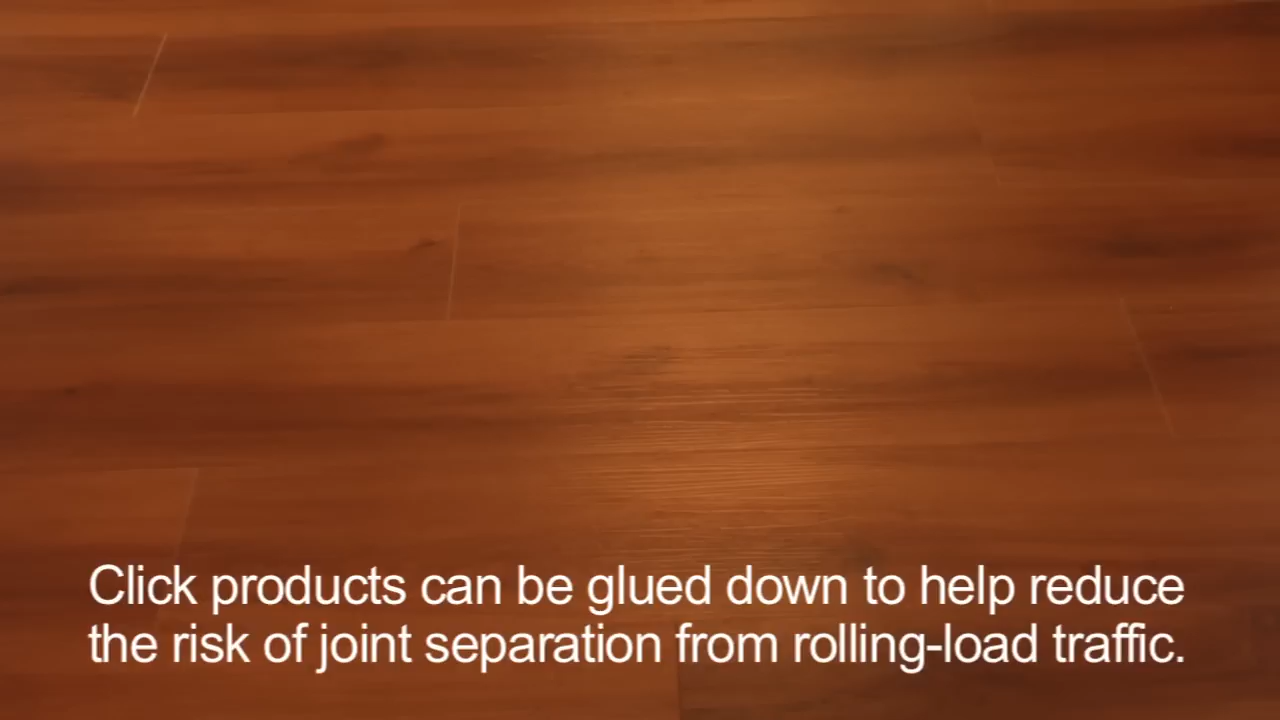 Click products can be glued down to help reduce
the risk of joint separation from rolling-load traffic.